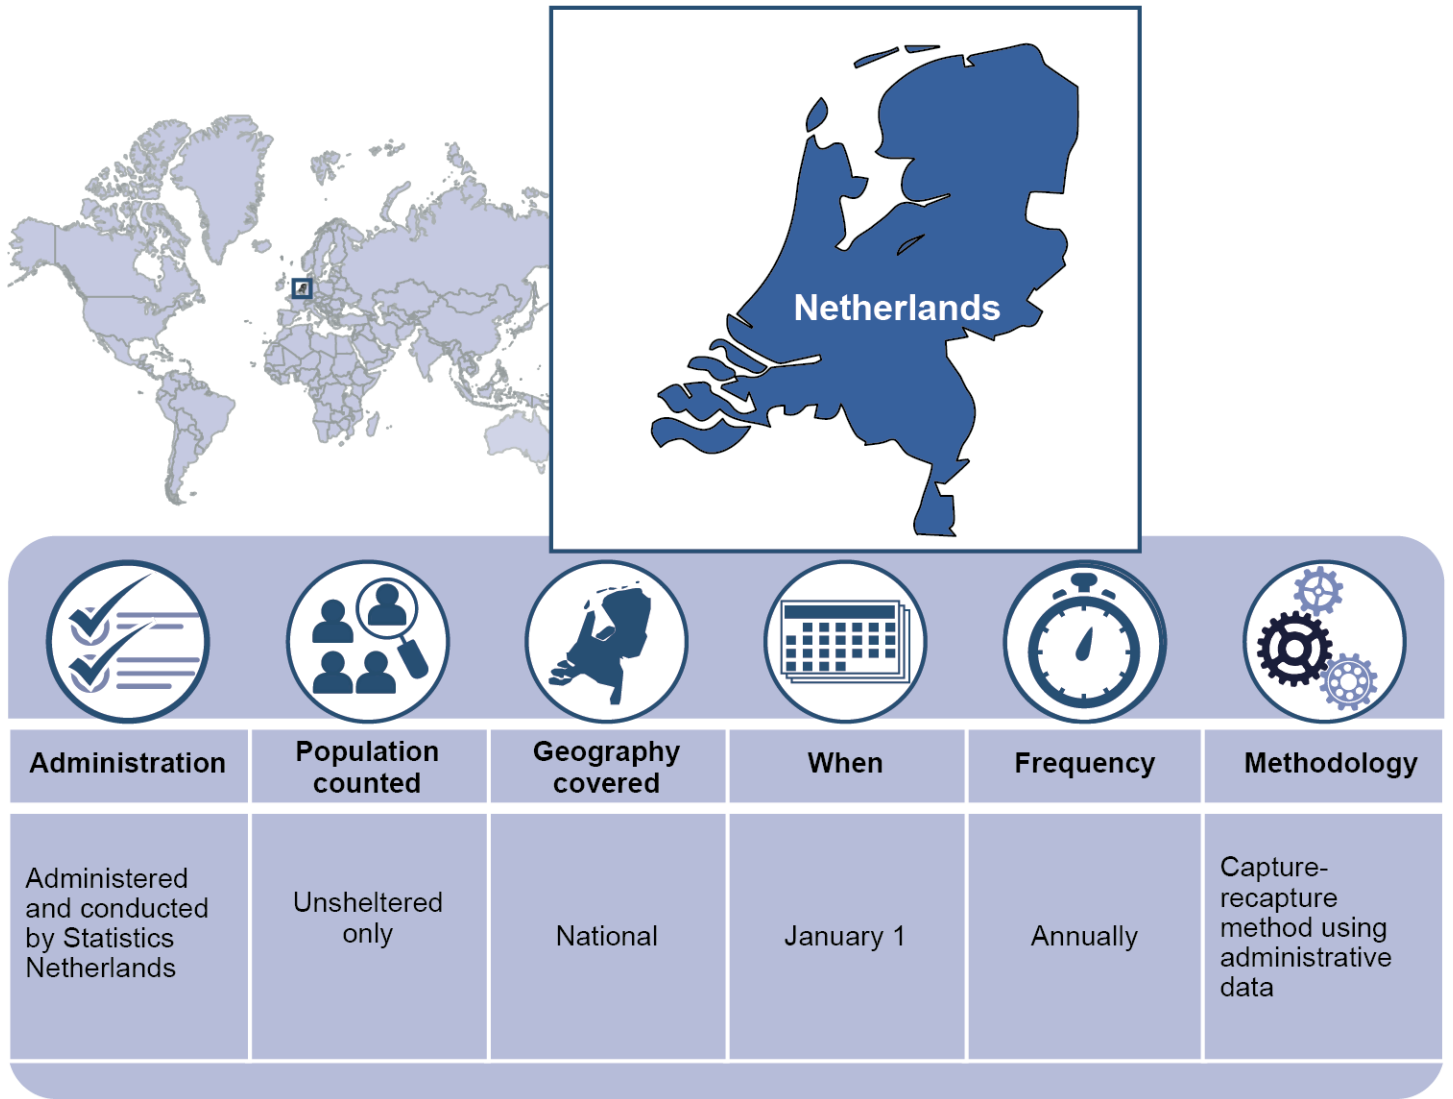 Netherlands
Administration
Population
counted
Geography
covered
When
Frequency
Methodology
Administered
and conducted
by Statistics
Netherlands
Unsheltered
only
National
January 1
Annually
Capture-
recapture
method using
administrative
data